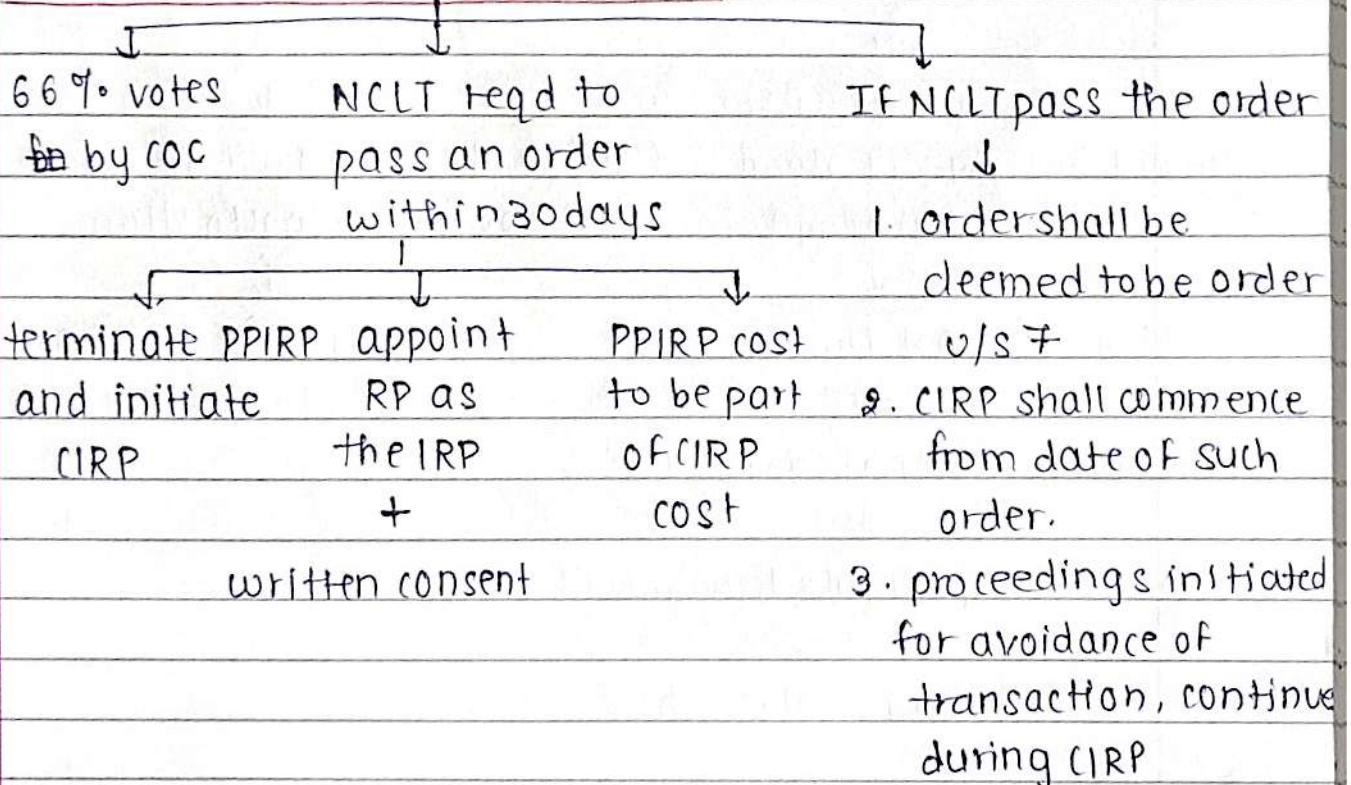 66% votes
by COC
NCLT reqd to
pass an order
within 30 days
terminate PPIRP
and initiate
CIRP
appoint
RP as
the IRP
+
written consent
PPIRP cost
to be part
of CIRP
cost
If NCLT pass the order
1. order shall be
deemed to be order
u/s 7
2. CIRP shall commence
from date of such
order.
3. proceedings initiated
for avoidance of
transaction, continue
during CIRP